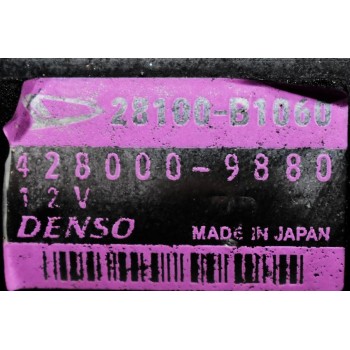 28100-B1060
428000-9880
12V
DENSO MADE IN JAPAN